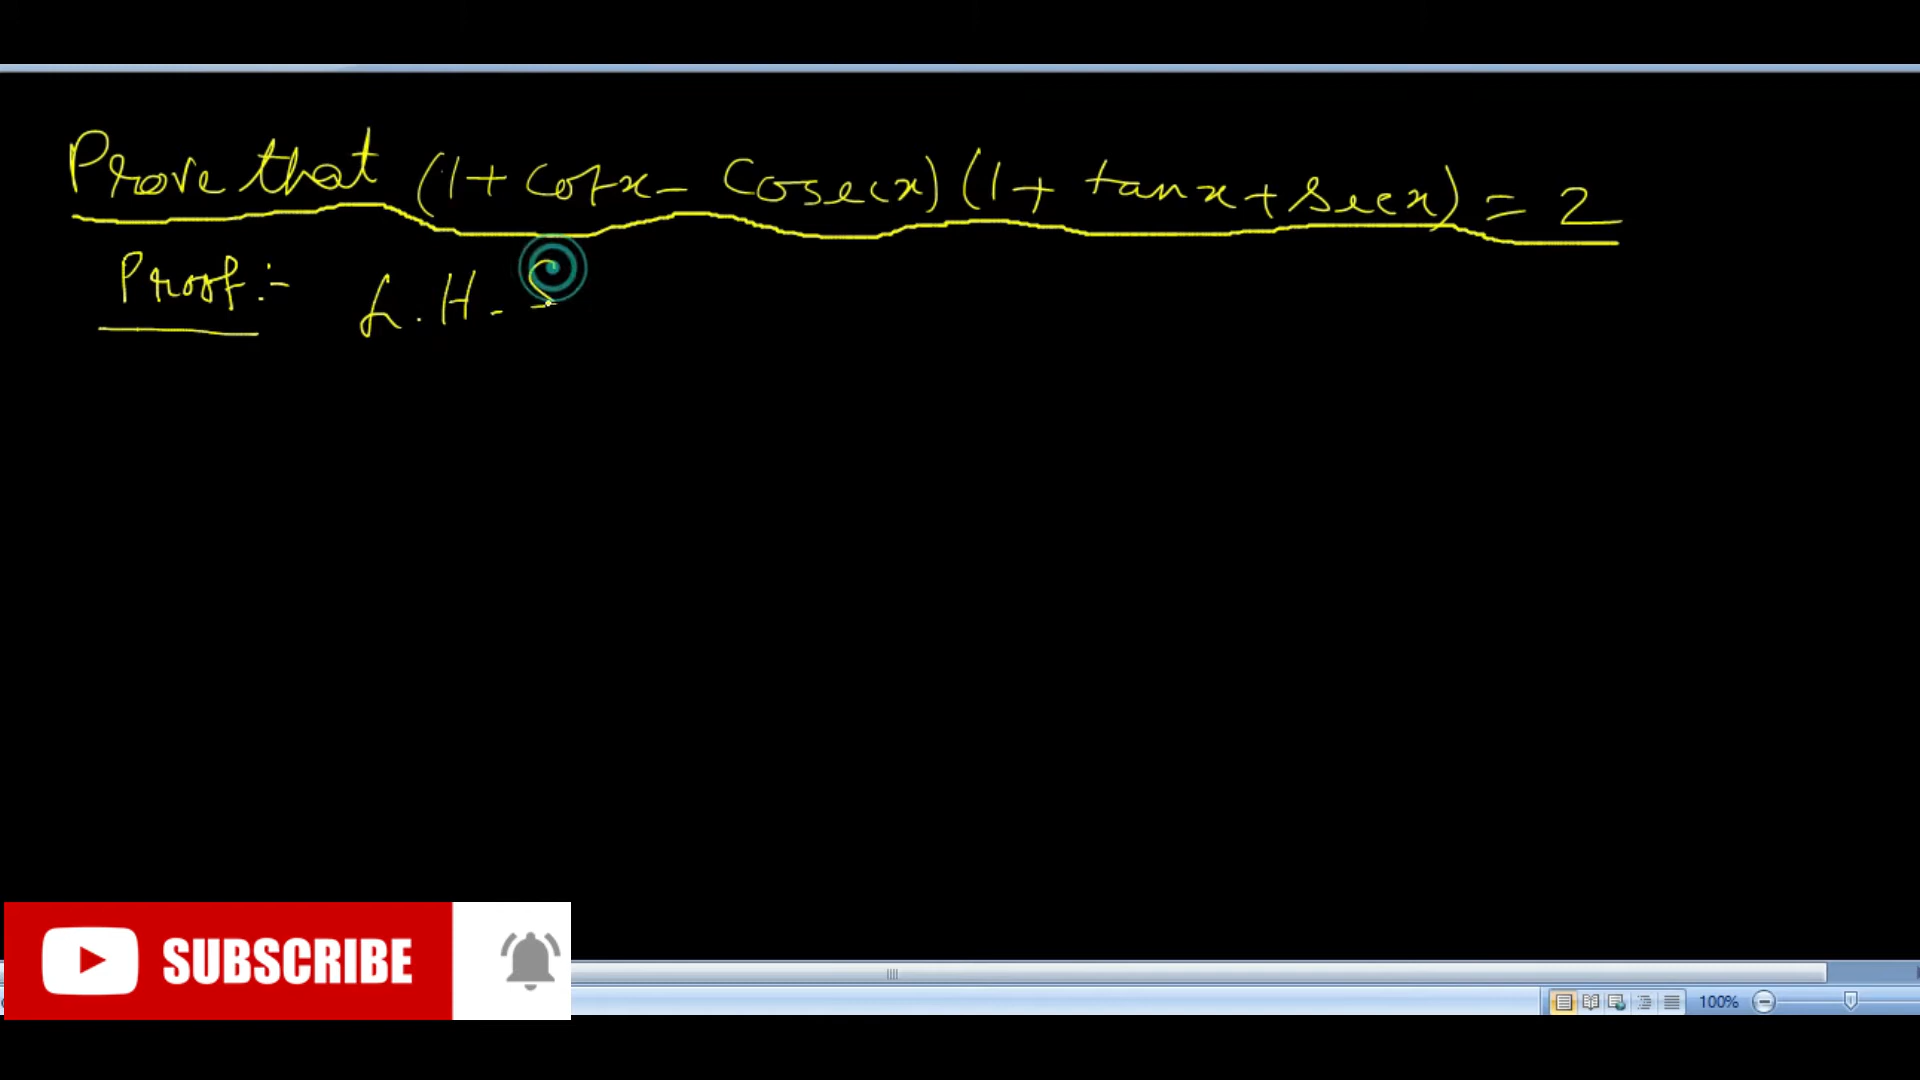 Prove that (1+ cotx - Cosecx) (1+ tanx + secx) = 2
Proof :- L.H.S
SUBSCRIBE
100%